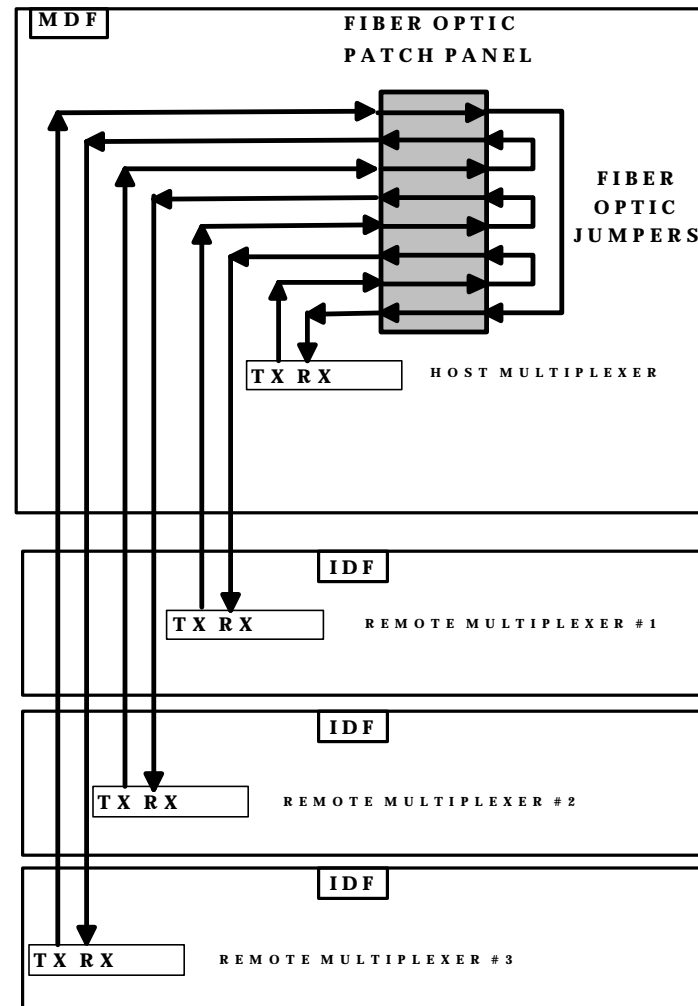 MDF
FIBER OPTIC
PATCH PANEL
FIBER
OPTIC
JUMPERS
TX RX
HOST MULTIPLEXER
IDF
TX RX
REMOTE MULTIPLEXER #1
IDF
TX RX
REMOTE MULTIPLEXER #2
IDF
TX RX
REMOTE MULTIPLEXER #3